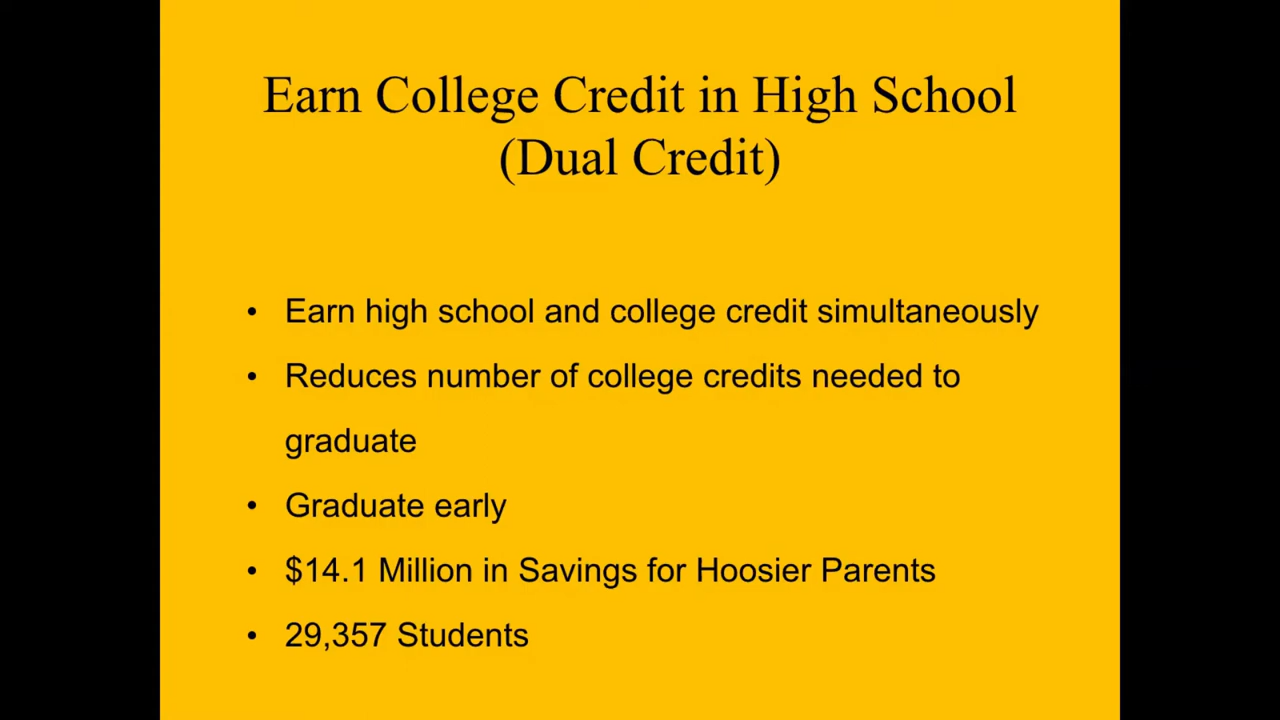 Earn College Credit in High School
(Dual Credit)
• Earn high school and college credit simultaneously
• Reduces number of college credits needed to
graduate
• Graduate early
• $14.1 Million in Savings for Hoosier Parents
• 29,357 Students